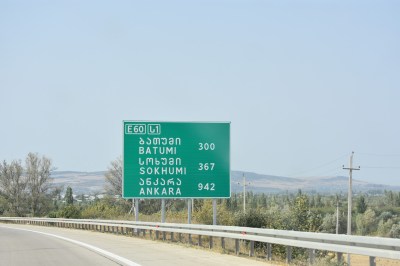 E60 ს1
ბათუმი
BATUMI 300
სოხუმი
SOKHUMI 367
ანკარა
ANKARA 942